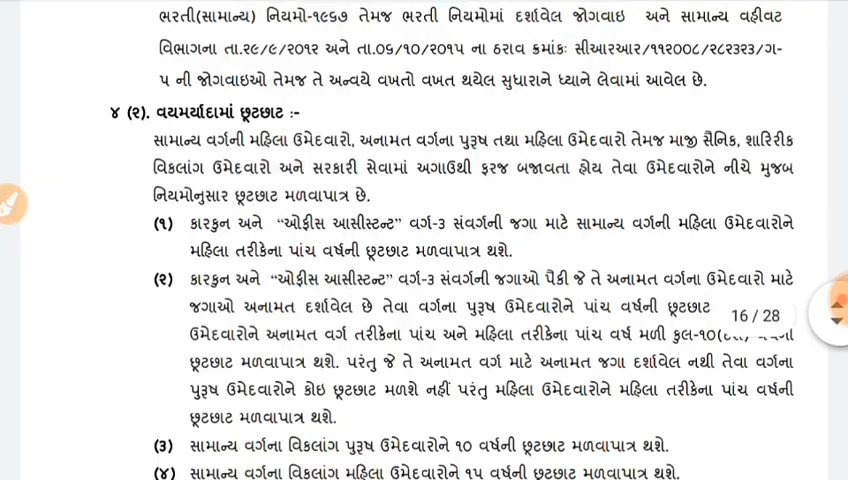 ભરતી(સામાન્ય) નિયમો-૧૯૬૭ તેમજ ભરતી નિયમોમાં દર્શાવેલ જોગવાઇ અને સામાન્ય વહીવટ
વિભાગના તા.૨૯/૯/૨૦૧૨ અને તા.૦૬/૧૦/૨૦૧૫ ના ઠરાવ ક્રમાંકઃ સીઆરઆર/૧૧૨૦૦૮/૨૮૨૩૨૩/ગ-
૫ ની જોગવાઇઓ તેમજ તે અન્વયે વખતો વખત થયેલ સુધારાને ધ્યાને લેવામાં આવેલ છે.
૪ (૨). વયમર્યાદામાં છૂટછાટ :-
સામાન્ય વર્ગની મહિલા ઉમેદવારો, અનામત વર્ગના પુરૂષ તથા મહિલા ઉમેદવારો તેમજ માજી સૈનિક, શારિરીક
વિકલાંગ ઉમેદવારો અને સરકારી સેવામાં અગાઉથી ફરજ બજાવતા હોય તેવા ઉમેદવારોને નીચે મુજબ
નિયમોનુસાર છૂટછાટ મળવાપાત્ર છે.
(૧) કારકુન અને “ઓફીસ આસીસ્ટન્ટ” વર્ગ-૩ સંવર્ગની જગા માટે સામાન્ય વર્ગની મહિલા ઉમેદવારોને
મહિલા તરીકેના પાંચ વર્ષની છૂટછાટ મળવાપાત્ર થશે.
(૨) કારકુન અને “ઓફીસ આસીસ્ટન્ટ” વર્ગ-૩ સંવર્ગની જગાઓ પૈકી જે તે અનામત વર્ગના ઉમેદવારો માટે
જગાઓ અનામત દર્શાવેલ છે તેવા વર્ગના પુરૂષ ઉમેદવારોને પાંચ વર્ષની છૂટછાટ
16 / 28
ઉમેદવારોને અનામત વર્ગ તરીકેના પાંચ અને મહિલા તરીકેના પાંચ વર્ષ મળી કુલ-૧૦
છૂટછાટ મળવાપાત્ર થશે. પરંતુ જે તે અનામત વર્ગ માટે અનામત જગા દર્શાવેલ નથી તેવા વર્ગના
પુરૂષ ઉમેદવારોને કોઇ છૂટછાટ મળશે નહીં પરંતુ મહિલા ઉમેદવારોને મહિલા તરીકેના પાંચ વર્ષની
છૂટછાટ મળવાપાત્ર થશે.
(૩) સામાન્ય વર્ગના વિકલાંગ પુરૂષ ઉમેદવારોને ૧૦ વર્ષની છૂટછાટ મળવાપાત્ર થશે.
(૪) સામાન્ય વર્ગના વિકલાંગ મહિલા ઉમેદવારોને ૧૫ વર્ષની છૂટછાટ મળવાપાત્ર થશે.